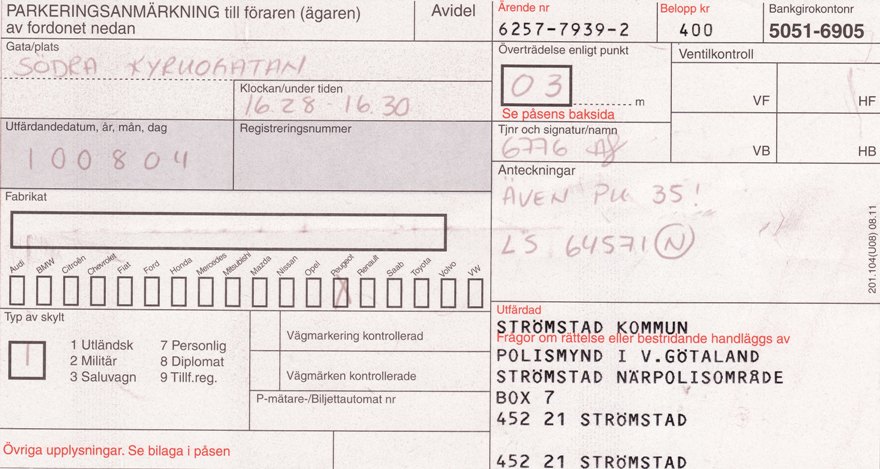 PARKERINGSANMÄRKNING till föraren (ägaren)
av fordonet nedan
Avidel
Ärende nr
6257-7939-2
Belopp kr
400
Bankgirokontonr
5051-6905
Gata/plats
SÖDRA KYRKOGATAN
Klockan/under tiden
16.28 - 16.30
Överträdelse enligt punkt
03 m
Se påsens baksida
Ventilkontroll
VF HF
VB HB
Utfärdandedatum, år, mån, dag
100804
Registreringsnummer
Tjnr och signatur/namn
6776
Anteckningar
ÄVEN PU 35!
LS 64571 N
Fabrikat
Audi BMW Citroën Chevrolet Fiat Ford Honda Mercedes Mitsubishi Mazda Nissan Opel Peugeot Renault Saab Toyota Volvo VW
X
201.104(U08) 08.11
Typ av skylt
1
1 Utländsk 7 Personlig
2 Militär 8 Diplomat
3 Saluvagn 9 Tillf.reg.
Vägmarkering kontrollerad
Vägmärken kontrollerade
P-mätare-/Biljettautomat nr
Övriga upplysningar. Se bilaga i påsen
Utfärdad
STRÖMSTAD KOMMUN
Frågor om rättelse eller bestridande handläggs av
POLISMYND I V.GÖTALAND
STRÖMSTAD NÄRPOLISOMRÅDE
BOX 7
452 21 STRÖMSTAD
452 21 STRÖMSTAD